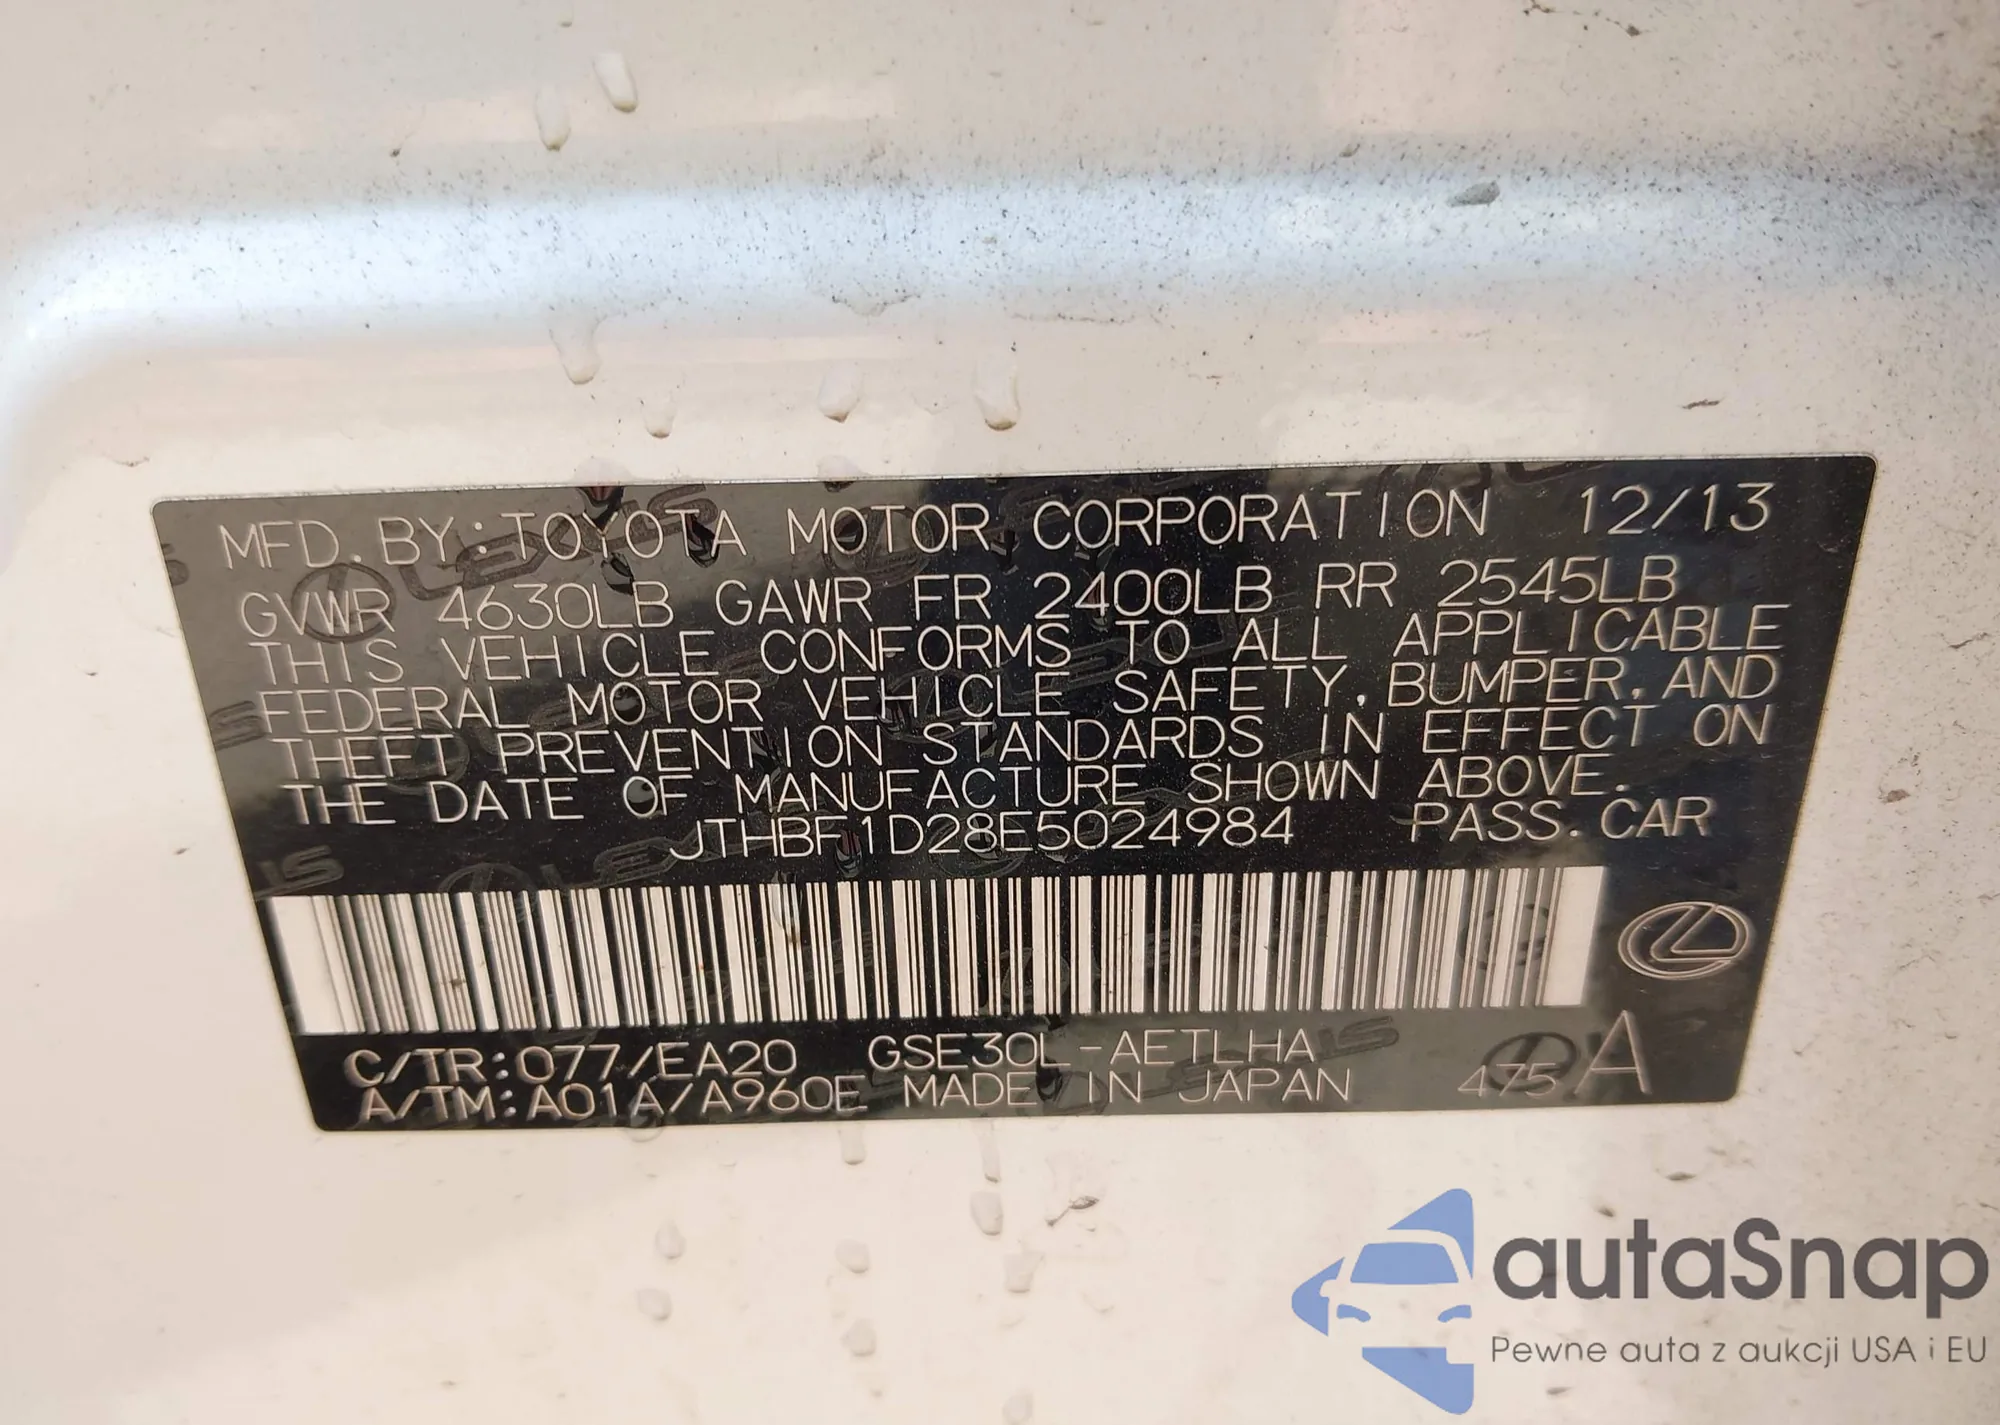 MFD. BY: TOYOTA MOTOR CORPORATION 12/13
GVWR 4630LB GAWR FR 2400LB RR 2545LB
THIS VEHICLE CONFORMS TO ALL APPLICABLE
FEDERAL MOTOR VEHICLE SAFETY, BUMPER, AND
THEFT PREVENTION STANDARDS IN EFFECT ON
THE DATE OF MANUFACTURE SHOWN ABOVE.
JTHBF1D28E5024984 PASS. CAR
C/TR:077/EA20 GSE30L-AETLHA
A/TM:A01A/A960E MADE IN JAPAN 475 A
autaSnap
Pewne auta z aukcji USA i EU